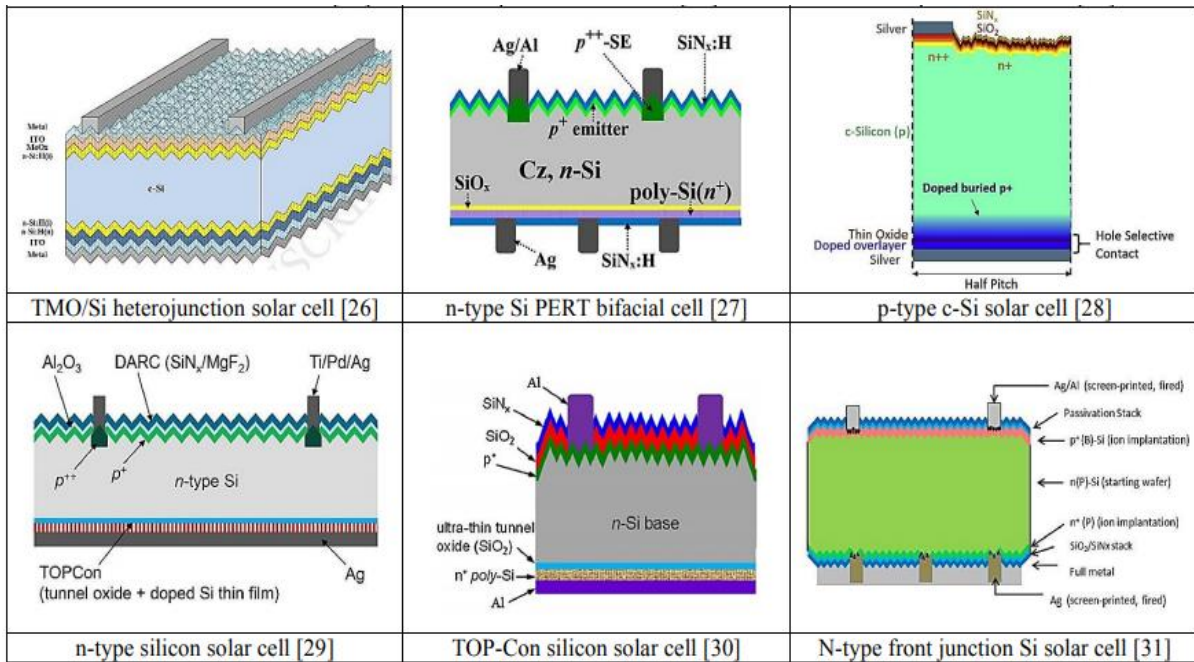 Metal
ITO
MoOx
n-Si:H(i)
c-Si
n-Si:H(i)
n-Si:H(n)
ITO
Metal
TMO/Si heterojunction solar cell [26]
Ag/Al
p++-SE
SiNx:H
p+ emitter
Cz, n-Si
SiOx
poly-Si(n+)
Ag
SiNx:H
n-type Si PERT bifacial cell [27]
Silver
SiNx
SiO2
n++
n+
c-Silicon (p)
Doped buried p+
Thin Oxide
Doped overlayer
Silver
Hole Selective
Contact
Half Pitch
p-type c-Si solar cell [28]
Al2O3
DARC (SiNx/MgF2)
Ti/Pd/Ag
p++
p+
n-type Si
TOPCon
(tunnel oxide + doped Si thin film)
Ag
n-type silicon solar cell [29]
Al
SiNx
SiO2
p+
n-Si base
ultra-thin tunnel
oxide (SiO2)
n+ poly-Si
Al
TOP-Con silicon solar cell [30]
Ag/Al (screen-printed, fired)
Passivation Stack
p+(B)-Si (ion implantation)
n(P)-Si (starting wafer)
n+ (P) (ion implantation)
SiO2/SiNx stack
Full metal
Ag (screen-printed, fired)
N-type front junction Si solar cell [31]